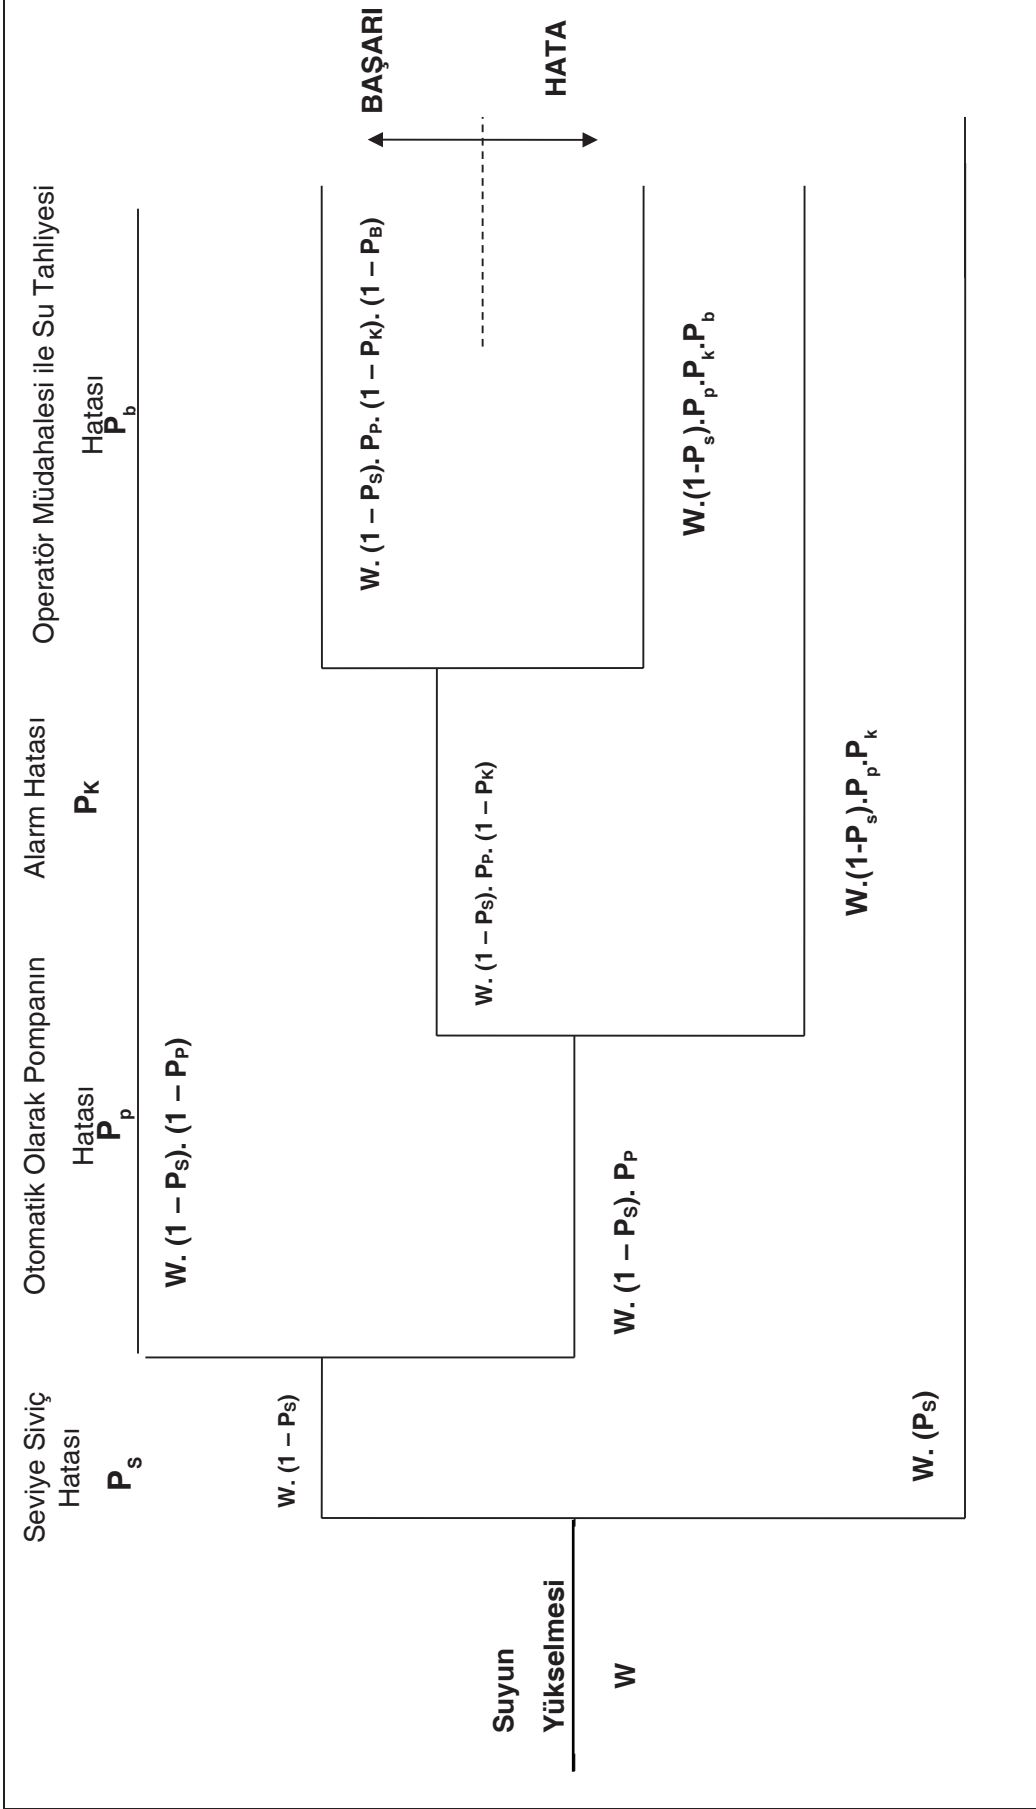 Seviye Siviç
Hatası
Pₛ
Otomatik Olarak Pompanın
Hatası
Pₚ
Alarm Hatası
PK
Operatör Müdahalesi ile Su Tahliyesi
Hatası
P_b
BAŞARI
HATA
W. (1 – PS). (1 – PP)
W. (1 – PS)
W. (1 – PS). PP. (1 – PK). (1 – PB)
W. (1 – PS). PP. (1 – PK)
Suyun
Yükselmesi
W
W. (1 – PS). PP
W.(1-Pₛ).Pₚ.Pₖ.P_b
W.(1-Pₛ).Pₚ.Pₖ
W. (PS)